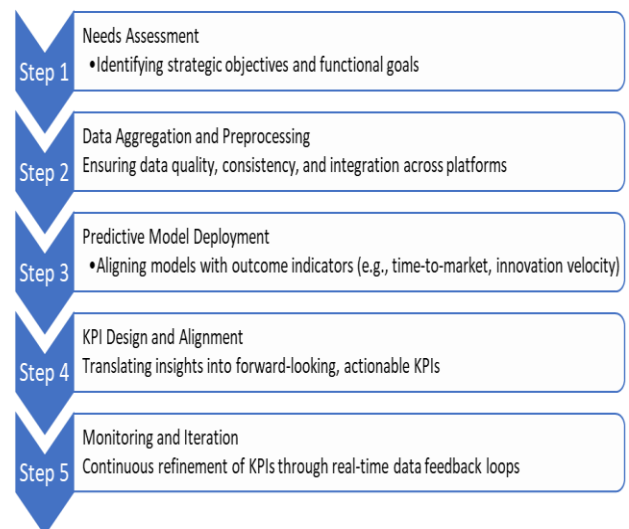 Step 1
Needs Assessment
•Identifying strategic objectives and functional goals
Step 2
Data Aggregation and Preprocessing
Ensuring data quality, consistency, and integration across platforms
Step 3
Predictive Model Deployment
•Aligning models with outcome indicators (e.g., time-to-market, innovation velocity)
Step 4
KPI Design and Alignment
Translating insights into forward-looking, actionable KPIs
Step 5
Monitoring and Iteration
Continuous refinement of KPIs through real-time data feedback loops